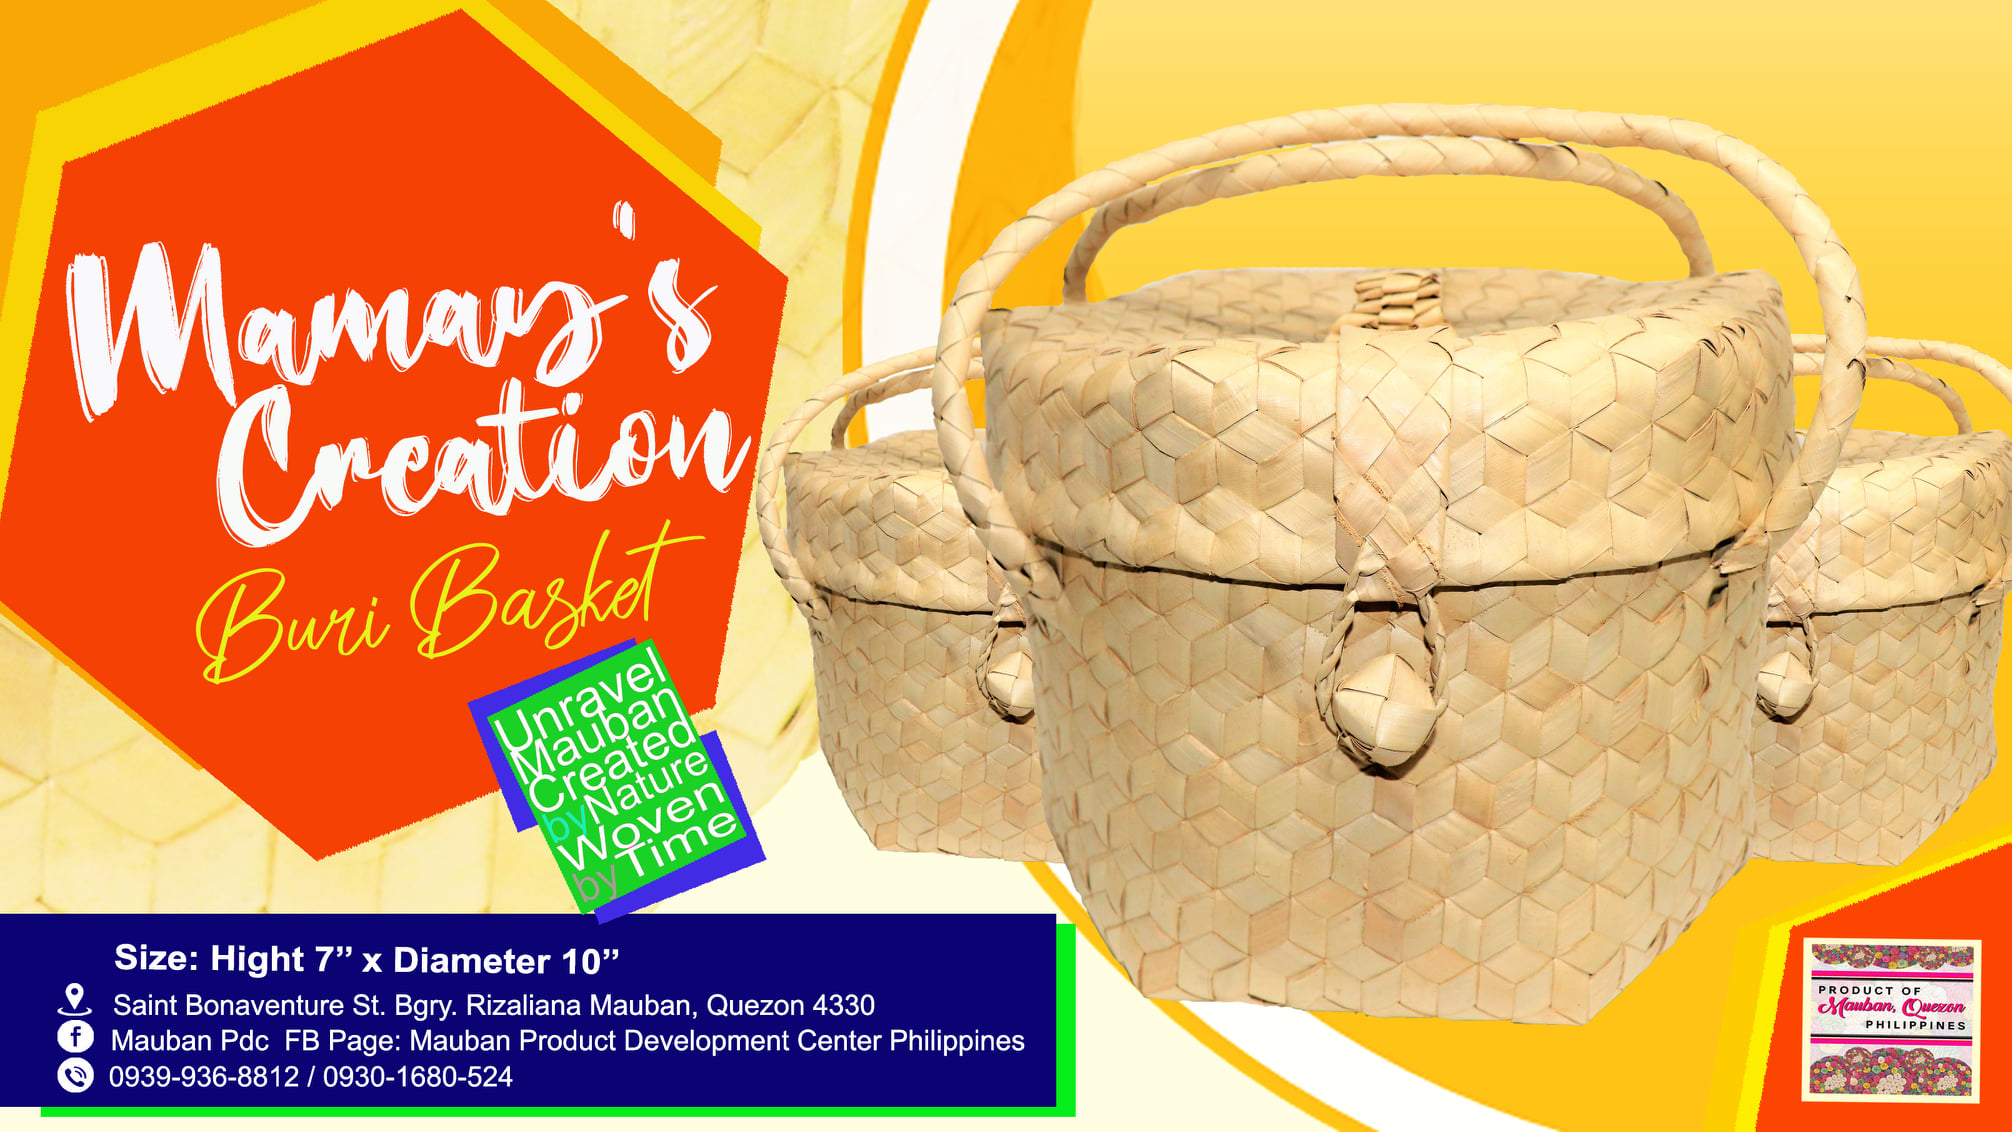 Mamay's
Creation
Buri Basket
Unravel
Mauban
Created
by Nature
Woven
by Time
Size: Hight 7” x Diameter 10”
Saint Bonaventure St. Bgry. Rizaliana Mauban, Quezon 4330
Mauban Pdc FB Page: Mauban Product Development Center Philippines
0939-936-8812 / 0930-1680-524
PRODUCT OF
Mauban, Quezon
PHILIPPINES